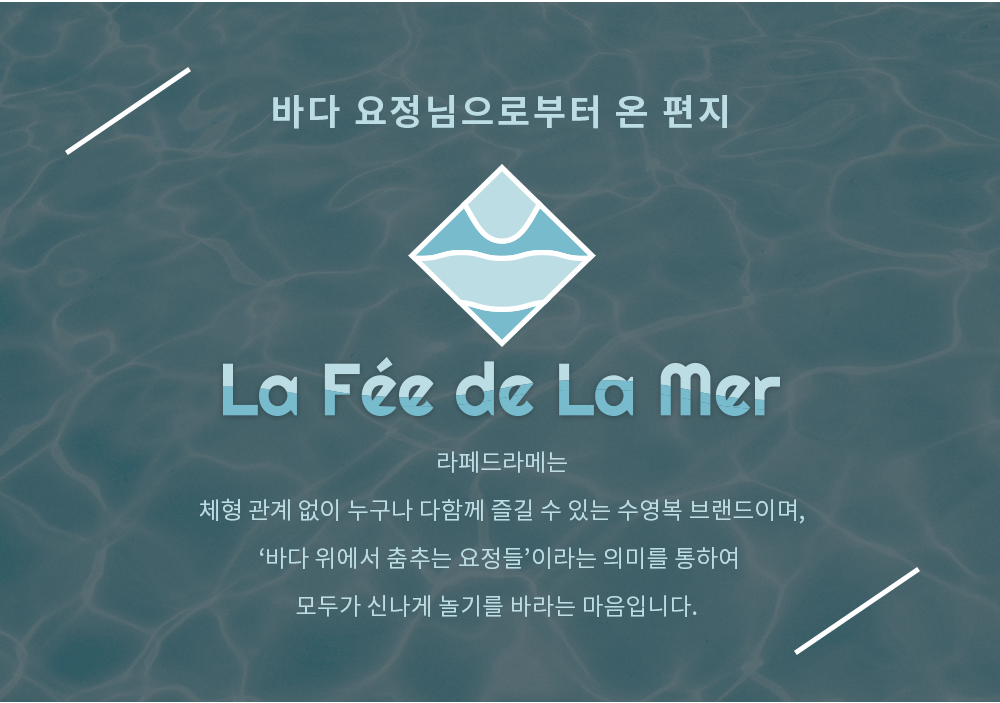 바다 요정님으로부터 온 편지
La Fée de La Mer
라페드라메는
체형 관계 없이 누구나 다함께 즐길 수 있는 수영복 브랜드이며,
‘바다 위에서 춤추는 요정들’이라는 의미를 통하여
모두가 신나게 놀기를 바라는 마음입니다.